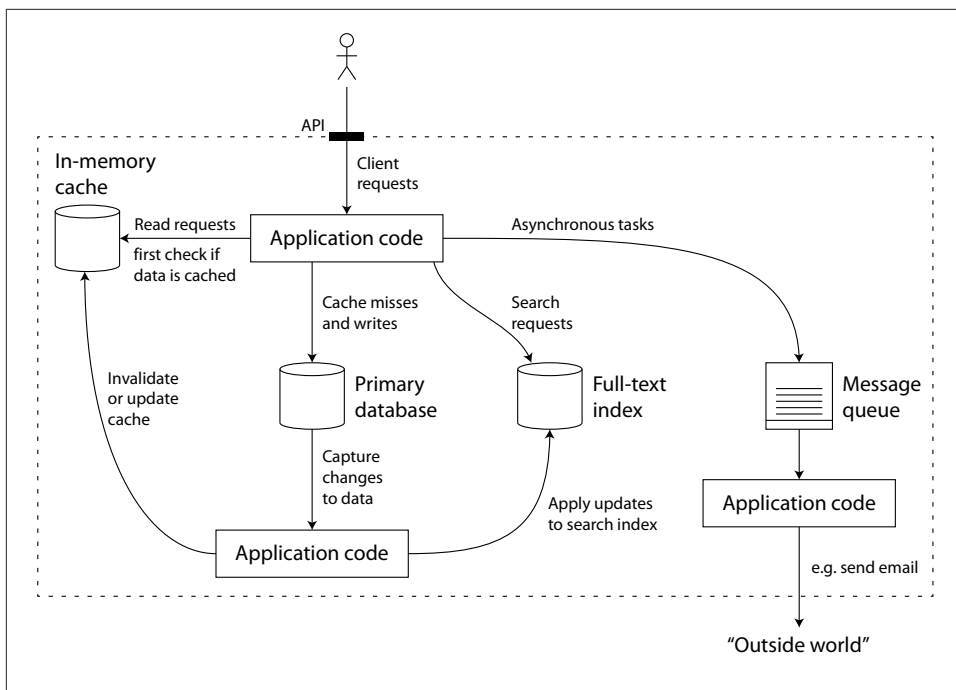 API
Client
requests
In-memory
cache
Read requests
first check if
data is cached
Application code
Asynchronous tasks
Cache misses
and writes
Search
requests
Invalidate
or update
cache
Primary
database
Full-text
index
Message
queue
Capture
changes
to data
Apply updates
to search index
Application code
Application code
e.g. send email
“Outside world”